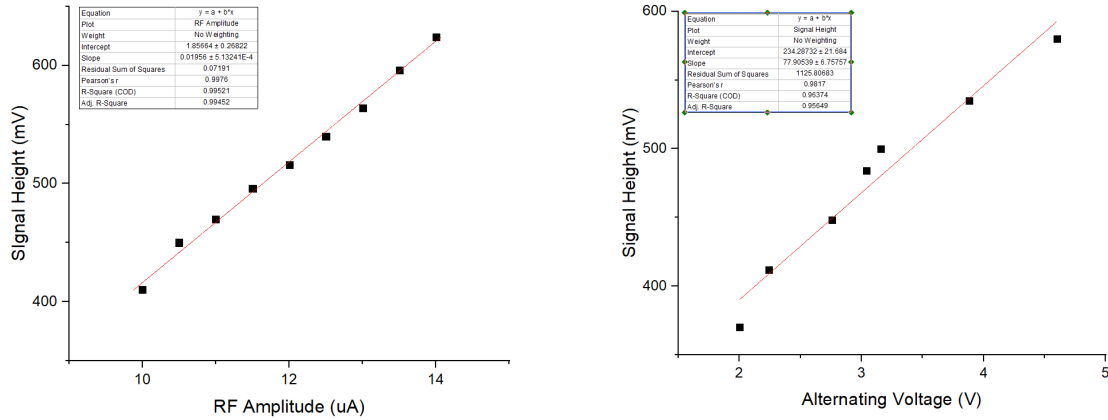 Equation y = a + b*x
Plot RF Amplitude
Weight No Weighting
Intercept 1.85664 ± 0.26822
Slope 0.01956 ± 5.13241E-4
Residual Sum of Squares 0.07191
Pearson's r 0.9976
R-Square (COD) 0.99521
Adj. R-Square 0.99452
600
500
400
SIgnal Height (mV)
10 12 14
RF Amplitude (uA)
Equation y = a + b*x
Plot Signal Height
Weight No Weighting
Intercept 234.28732 ± 21.684
Slope 77.90539 ± 6.75757
Residual Sum of Squares 1125.80683
Pearson's r 0.9817
R-Square (COD) 0.96374
Adj. R-Square 0.95649
600
500
400
Signal Height (mV)
2 3 4 5
Alternating Voltage (V)